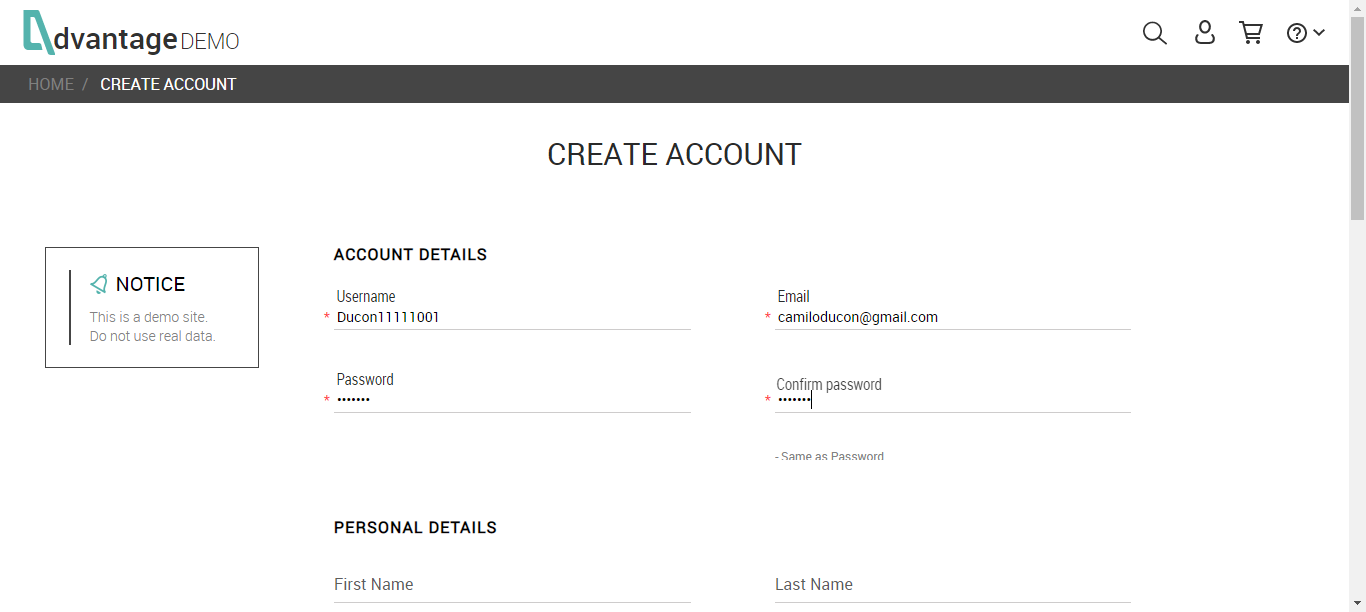 dvantage DEMO
HOME / CREATE ACCOUNT
CREATE ACCOUNT
NOTICE
This is a demo site.
Do not use real data.
ACCOUNT DETAILS
Username
* Ducon11111001
Email
* camiloducon@gmail.com
Password
* •••••••
Confirm password
* •••••••
- Same as Password
PERSONAL DETAILS
First Name
Last Name